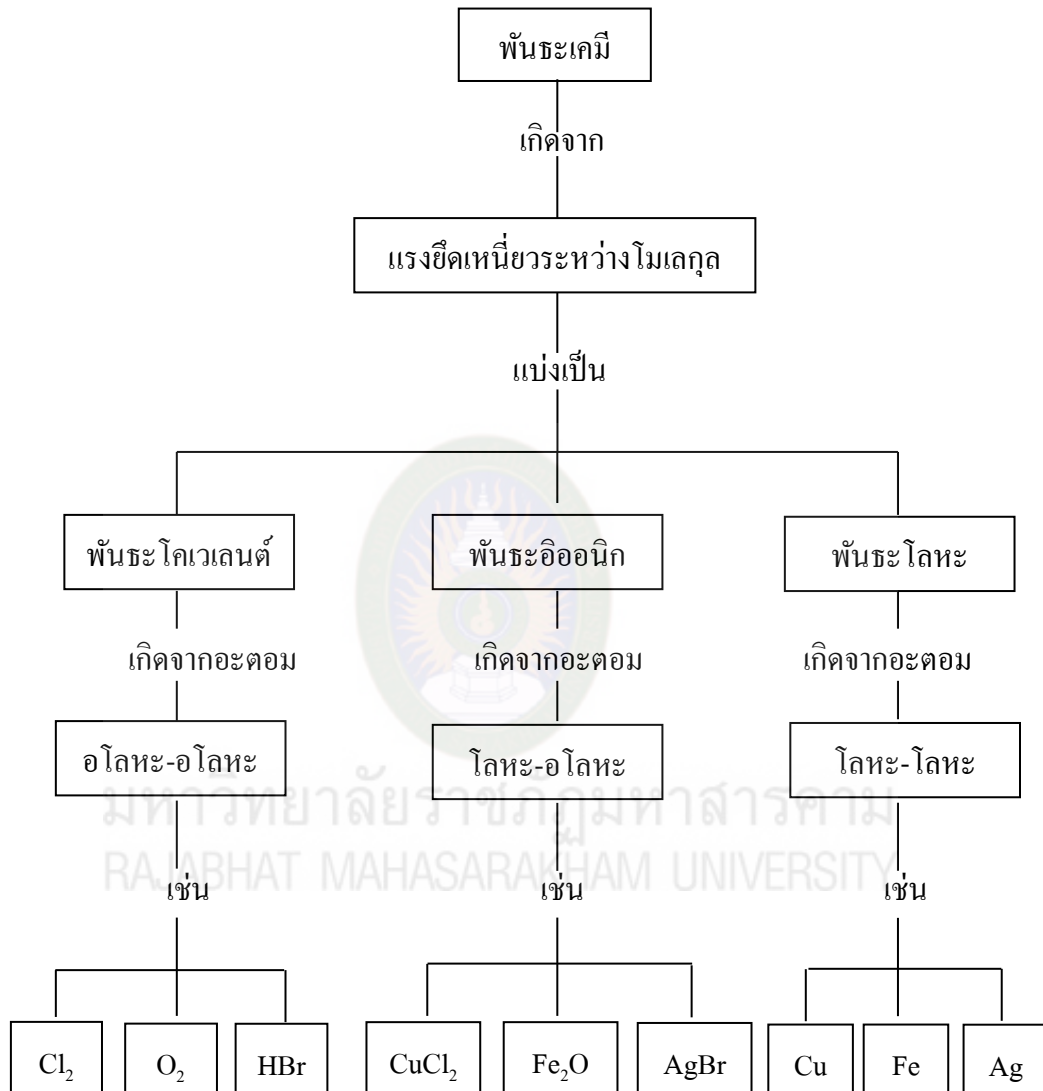 พันธะเคมี
เกิดจาก
แรงยึดเหนี่ยวระหว่างโมเลกุล
แบ่งเป็น
พันธะโคเวเลนต์ พันธะอิออนิก พันธะโลหะ
เกิดจากอะตอม เกิดจากอะตอม เกิดจากอะตอม
อโลหะ-อโลหะ โลหะ-อโลหะ โลหะ-โลหะ
มหาวิทยาลัยราชภัฏมหาสารคาม
RAJABHAT MAHASARAKHAM UNIVERSITY
เช่น เช่น เช่น
Cl₂ O₂ HBr CuCl₂ Fe₂O AgBr Cu Fe Ag